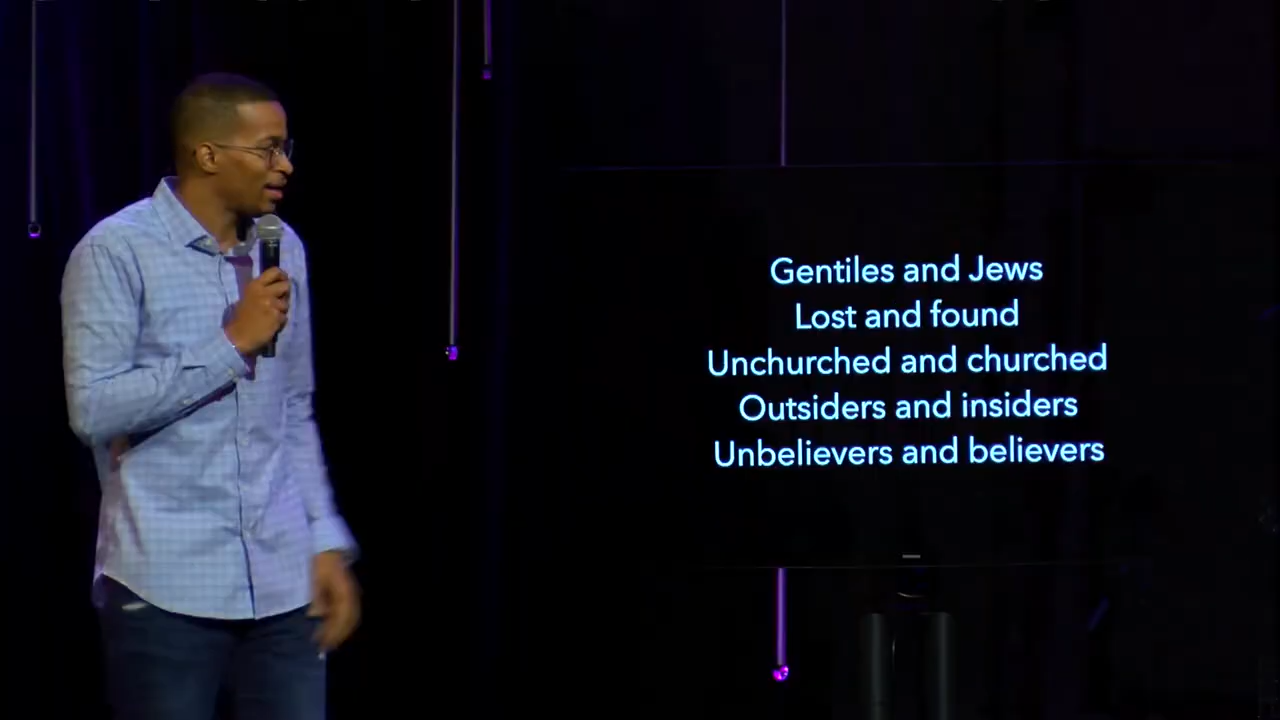 Gentiles and Jews
Lost and found
Unchurched and churched
Outsiders and insiders
Unbelievers and believers